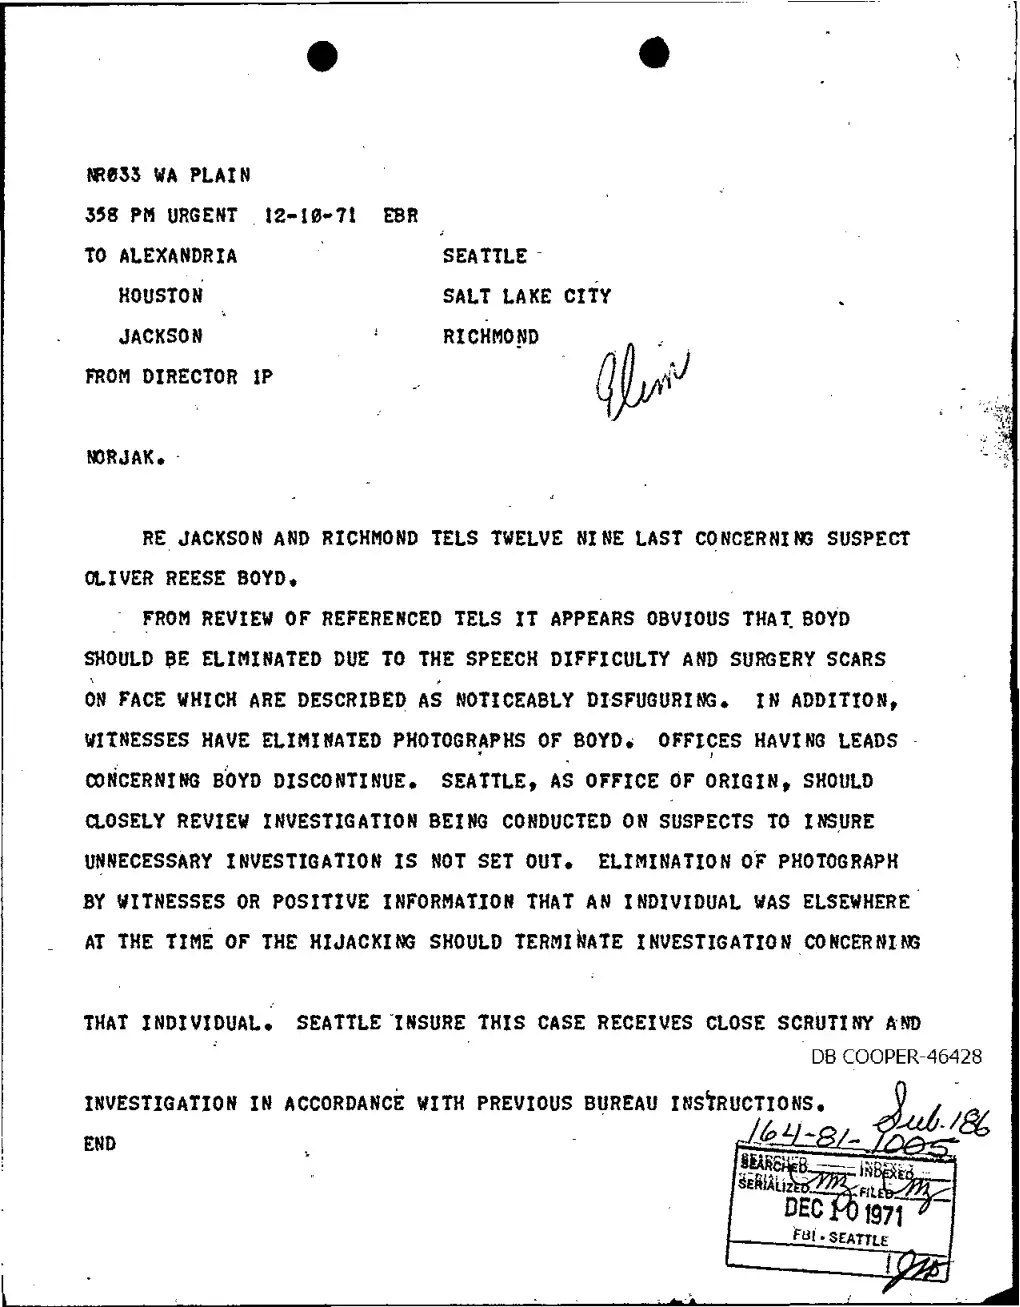 NR033 WA PLAIN
358 PM URGENT 12-10-71 EBR
TO ALEXANDRIA SEATTLE
HOUSTON SALT LAKE CITY
JACKSON RICHMOND
FROM DIRECTOR 1P
Elim
NORJAK.
RE JACKSON AND RICHMOND TELS TWELVE NINE LAST CONCERNING SUSPECT
OLIVER REESE BOYD.
FROM REVIEW OF REFERENCED TELS IT APPEARS OBVIOUS THAT BOYD
SHOULD BE ELIMINATED DUE TO THE SPEECH DIFFICULTY AND SURGERY SCARS
ON FACE WHICH ARE DESCRIBED AS NOTICEABLY DISFUGURING. IN ADDITION,
WITNESSES HAVE ELIMINATED PHOTOGRAPHS OF BOYD. OFFICES HAVING LEADS
CONCERNING BOYD DISCONTINUE. SEATTLE, AS OFFICE OF ORIGIN, SHOULD
CLOSELY REVIEW INVESTIGATION BEING CONDUCTED ON SUSPECTS TO INSURE
UNNECESSARY INVESTIGATION IS NOT SET OUT. ELIMINATION OF PHOTOGRAPH
BY WITNESSES OR POSITIVE INFORMATION THAT AN INDIVIDUAL WAS ELSEWHERE
AT THE TIME OF THE HIJACKING SHOULD TERMINATE INVESTIGATION CONCERNING
THAT INDIVIDUAL. SEATTLE INSURE THIS CASE RECEIVES CLOSE SCRUTINY AND
DB COOPER-46428
INVESTIGATION IN ACCORDANCE WITH PREVIOUS BUREAU INSTRUCTIONS.
END
Sub. 186
164-81-1005
SEARCHED INDEXED
SERIALIZED FILED
DEC 10 1971
FBI - SEATTLE